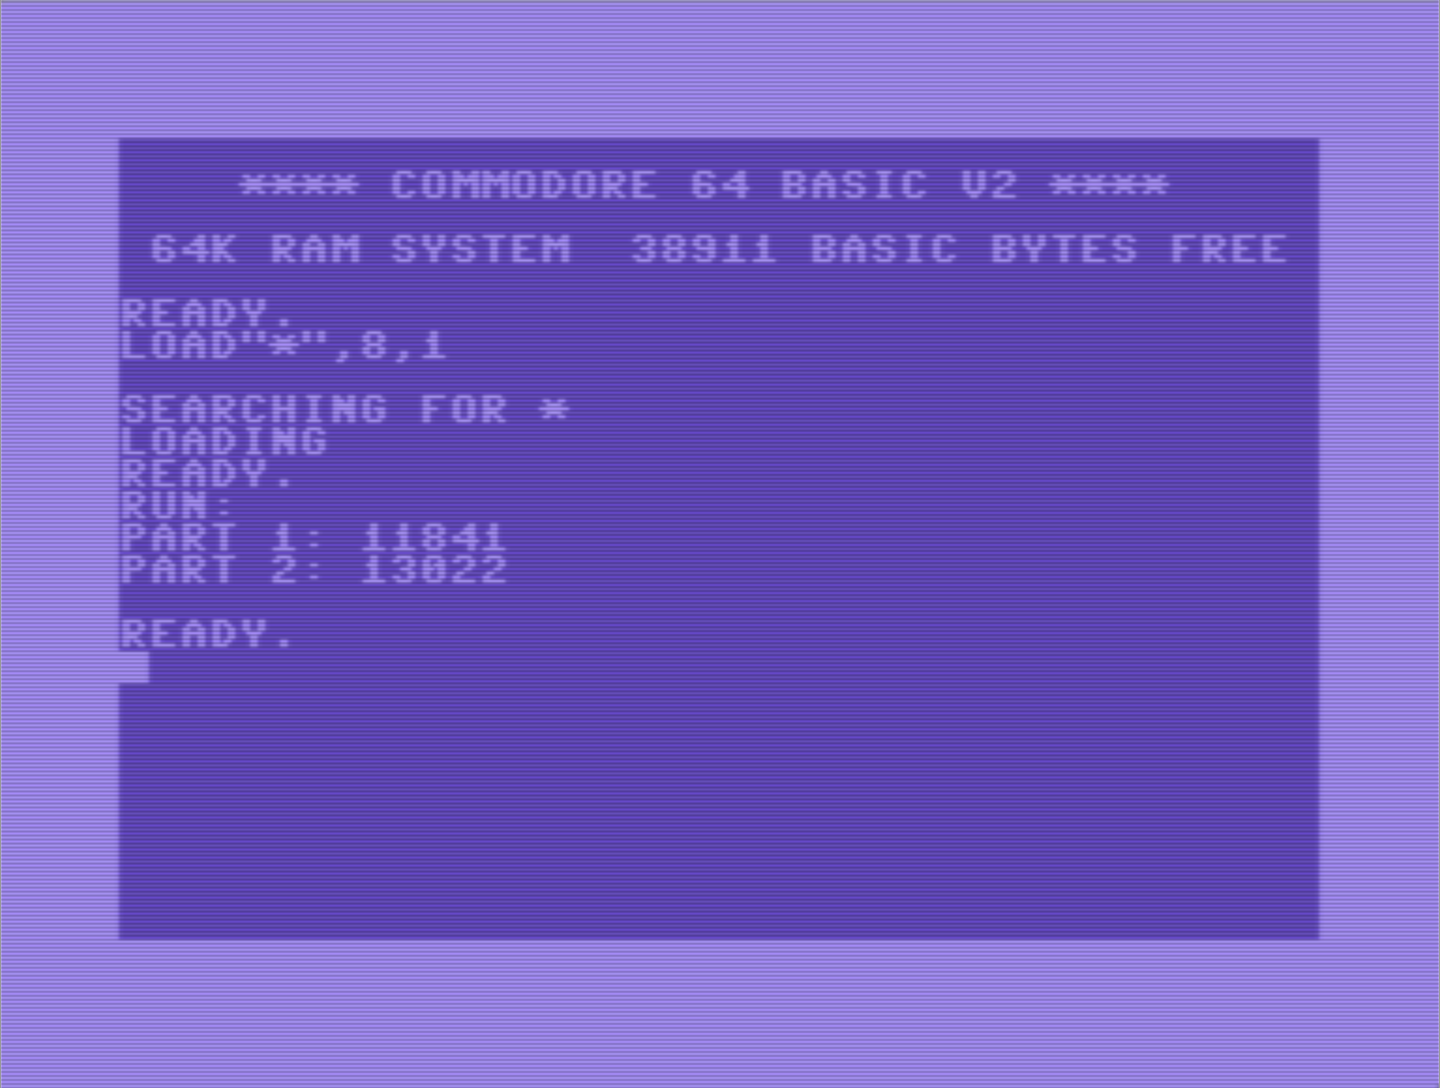 **** COMMODORE 64 BASIC V2 ****
64K RAM SYSTEM  38911 BASIC BYTES FREE
READY.
LOAD"*",8,1
SEARCHING FOR *
LOADING
READY.
RUN:
PART 1: 11841
PART 2: 13022
READY.